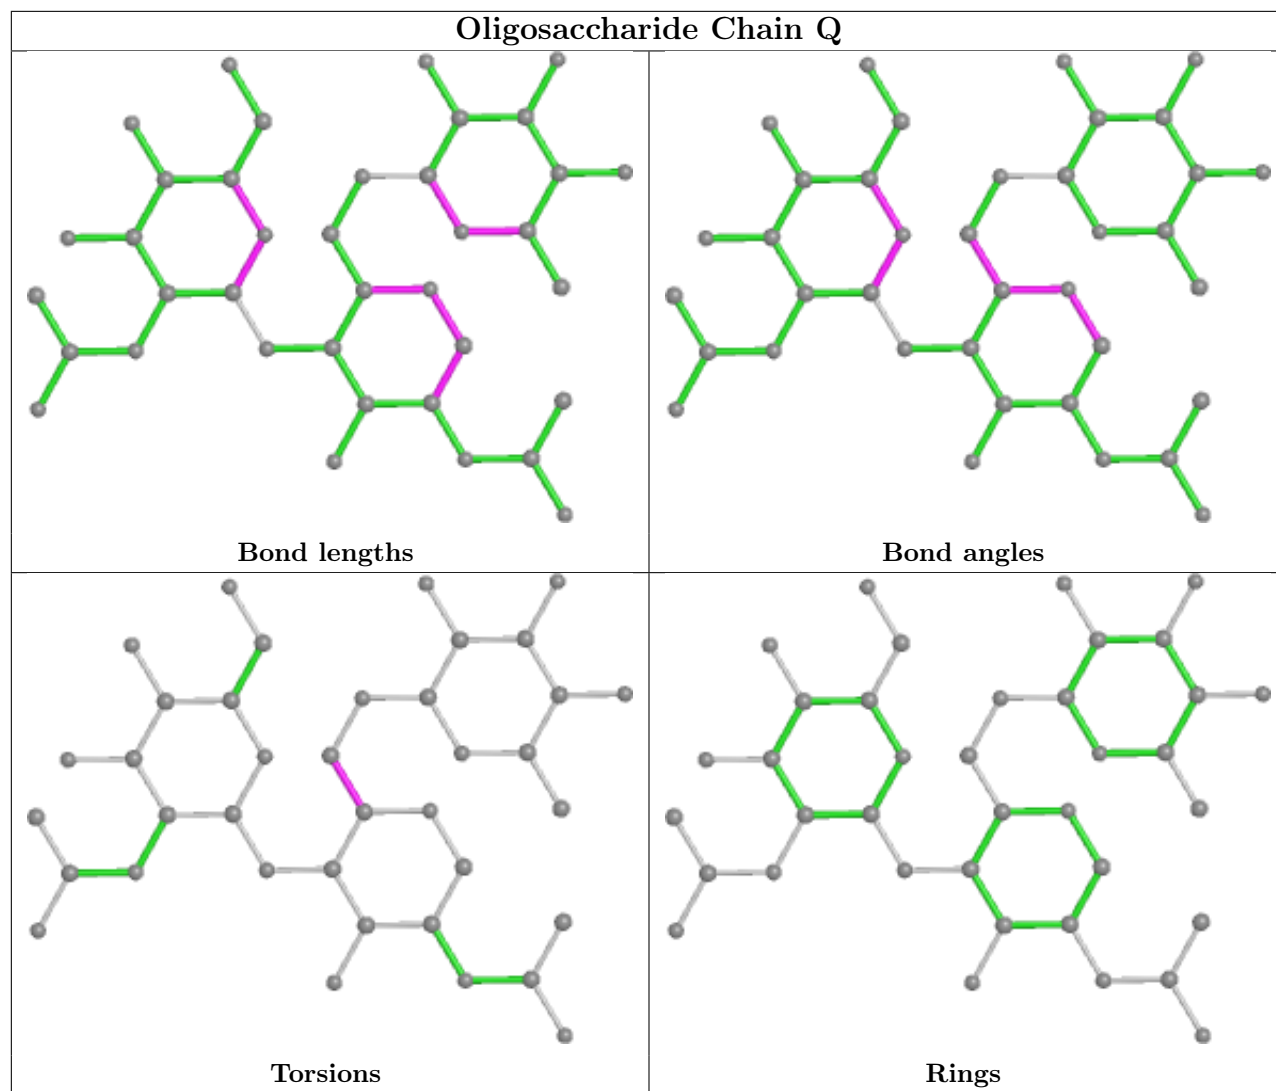 Oligosaccharide Chain Q
Bond lengths
Bond angles
Torsions
Rings